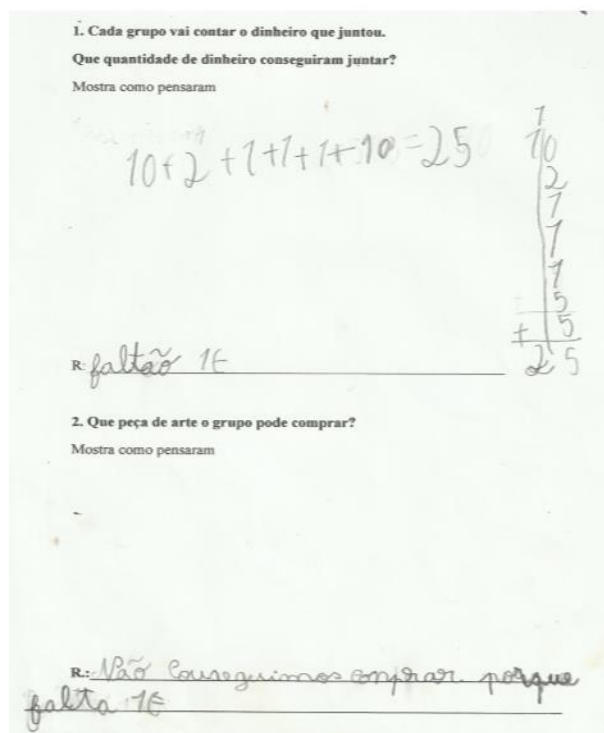 1. Cada grupo vai contar o dinheiro que juntou.
Que quantidade de dinheiro conseguiram juntar?
Mostra como pensaram
10+2+1+1+1+10=25
1
10
2
1
1
1
5
+ 5
25
R: faltão 1€
2. Que peça de arte o grupo pode comprar?
Mostra como pensaram
R.: Não Conseguimos comprar porque
falta 1€